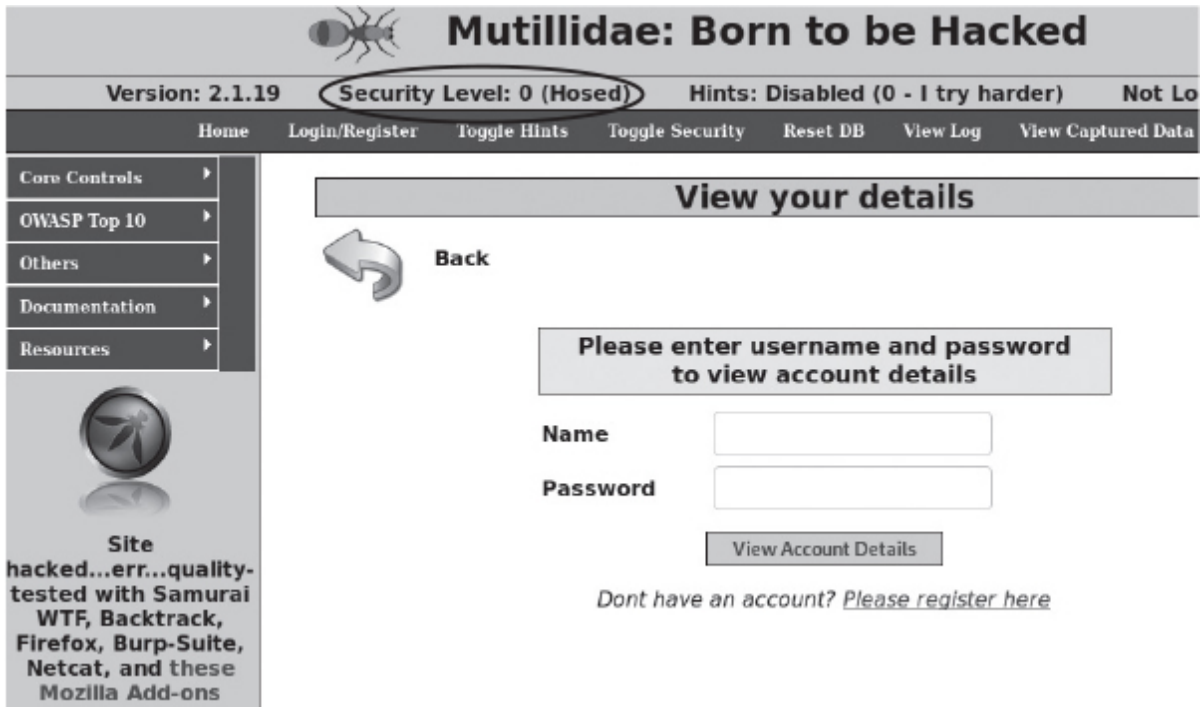 Mutillidae: Born to be Hacked
Version: 2.1.19 Security Level: 0 (Hosed) Hints: Disabled (0 - I try harder) Not Lo
Home Login/Register Toggle Hints Toggle Security Reset DB View Log View Captured Data
Core Controls
OWASP Top 10
Others
Documentation
Resources
Site
hacked...err...quality-
tested with Samurai
WTF, Backtrack,
Firefox, Burp-Suite,
Netcat, and these
Mozilla Add-ons
View your details
Back
Please enter username and password
to view account details
Name
Password
View Account Details
Dont have an account? Please register here